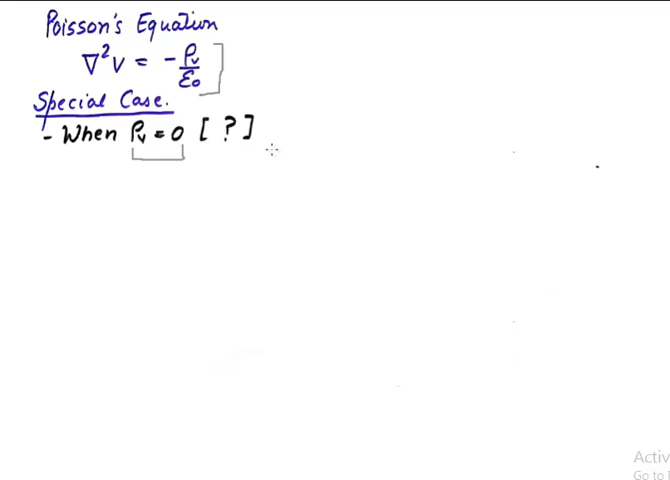 Poisson's Equation
∇²V = -ρᵥ/ε₀
Special Case.
- When ρᵥ = 0 [ ? ]
Activ
Go to